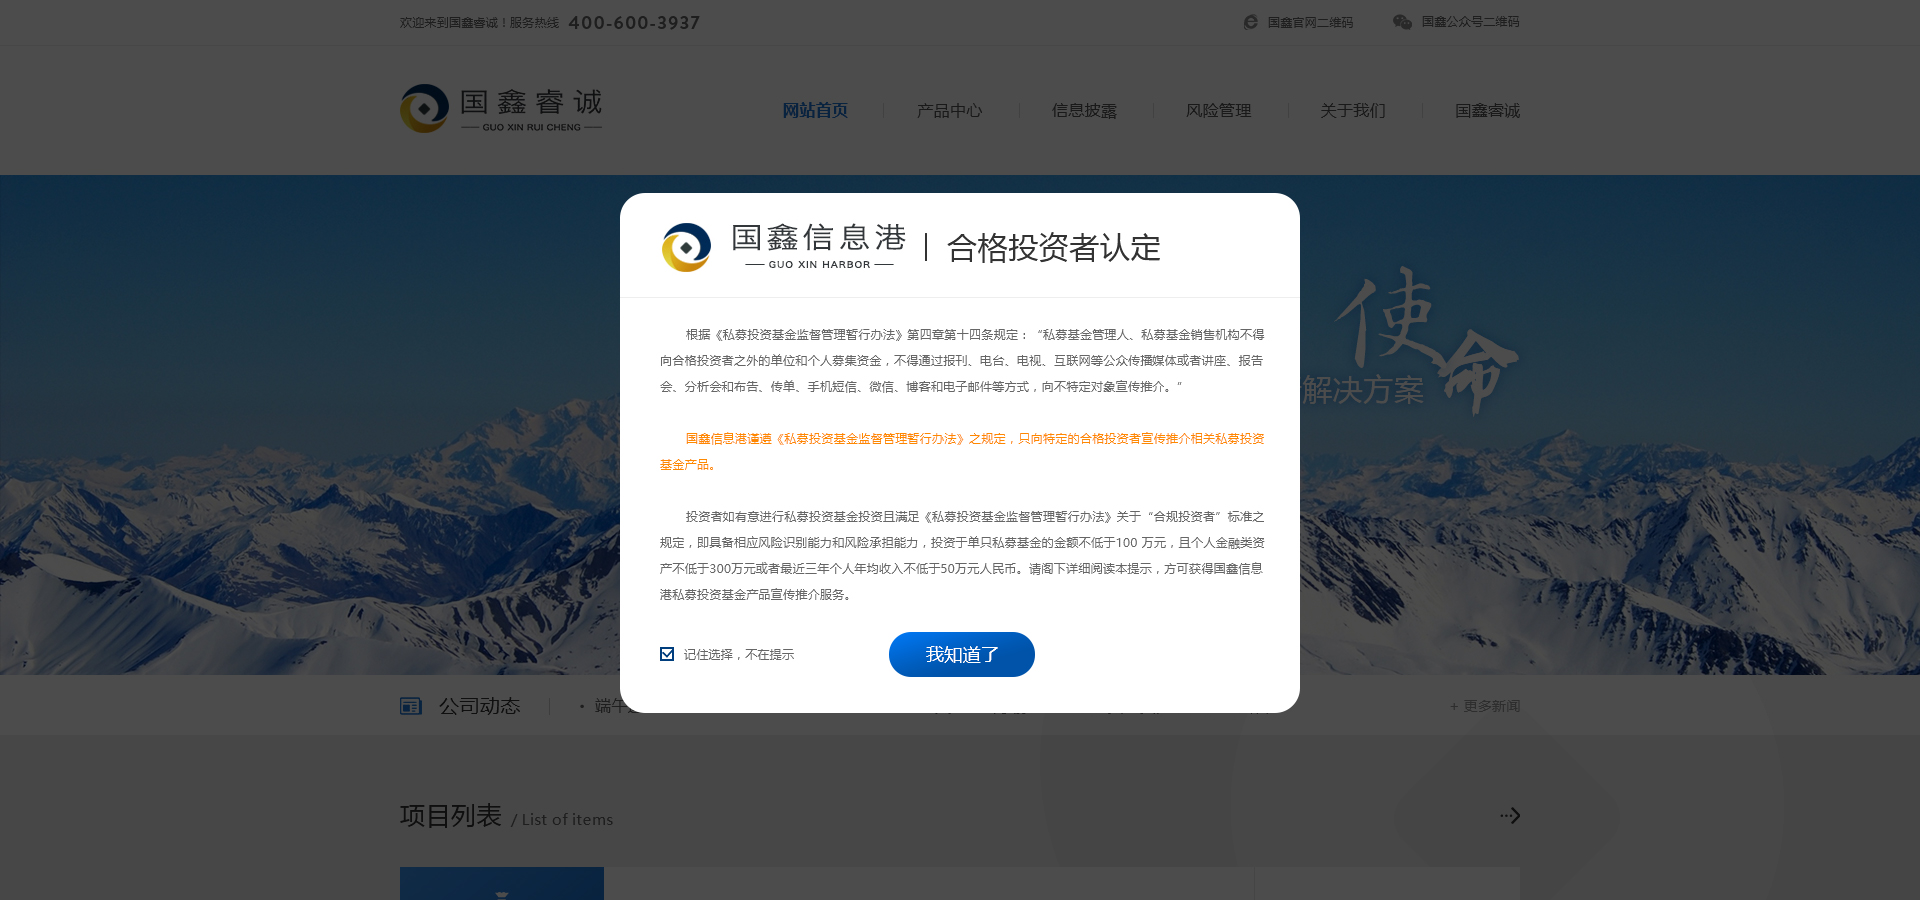 欢迎来到国鑫睿诚！服务热线 400-600-3937
国鑫官网二维码
国鑫公众号二维码
国鑫睿诚
GUO XIN RUI CHENG
网站首页
产品中心
信息披露
风险管理
关于我们
国鑫睿诚
使命
解决方案
国鑫信息港
GUO XIN HARBOR
合格投资者认定
根据《私募投资基金监督管理暂行办法》第四章第十四条规定：“私募基金管理人、私募基金销售机构不得
向合格投资者之外的单位和个人募集资金，不得通过报刊、电台、电视、互联网等公众传播媒体或者讲座、报告
会、分析会和布告、传单、手机短信、微信、博客和电子邮件等方式，向不特定对象宣传推介。”
国鑫信息港谨遵《私募投资基金监督管理暂行办法》之规定，只向特定的合格投资者宣传推介相关私募投资
基金产品。
投资者如有意进行私募投资基金投资且满足《私募投资基金监督管理暂行办法》关于“合规投资者”标准之
规定，即具备相应风险识别能力和风险承担能力，投资于单只私募基金的金额不低于100 万元，且个人金融类资
产不低于300万元或者最近三年个人年均收入不低于50万元人民币。请阁下详细阅读本提示，方可获得国鑫信息
港私募投资基金产品宣传推介服务。
记住选择，不在提示
我知道了
公司动态
· 端午
+ 更多新闻
项目列表 / List of items